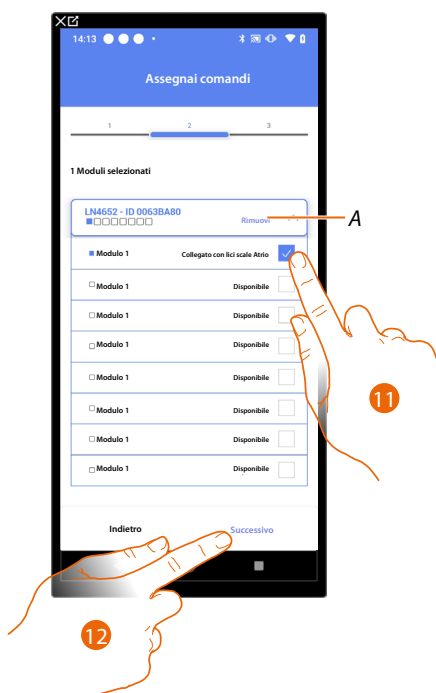 14:13
Assegnai comandi
1 2 3
1 Moduli selezionati
LN4652 - ID 0063BA80
Rimuovi
A
Modulo 1 Collegato con lici scale Atrio
Modulo 1 Disponibile
Modulo 1 Disponibile
Modulo 1 Disponibile
Modulo 1 Disponibile
Modulo 1 Disponibile
Modulo 1 Disponibile
Modulo 1 Disponibile
11
Indietro Successivo
12